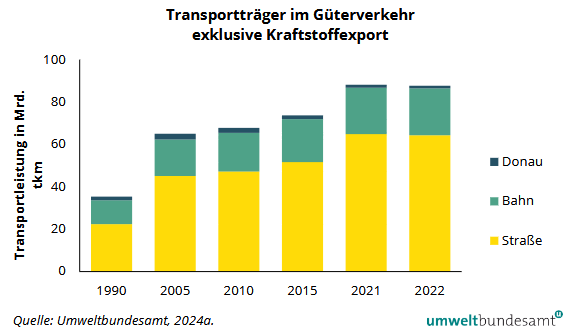 Transportträger im Güterverkehr
exklusive Kraftstoffexport
Transportleistung in Mrd.
tkm
100
80
60
40
20
0
1990
2005
2010
2015
2021
2022
Donau
Bahn
Straße
Quelle: Umweltbundesamt, 2024a.
umweltbundesamt